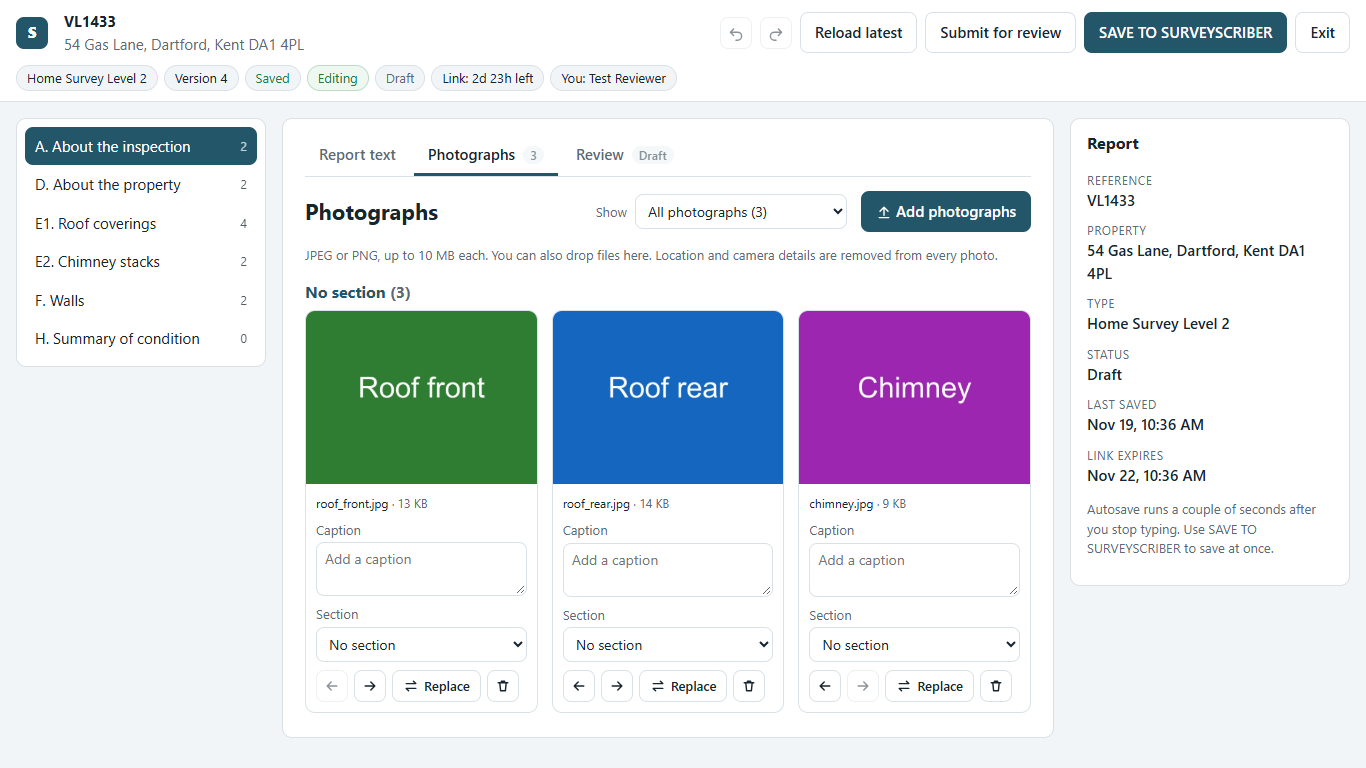 S
VL1433
54 Gas Lane, Dartford, Kent DA1 4PL
Reload latest
Submit for review
SAVE TO SURVEYSCRIBER
Exit
Home Survey Level 2
Version 4
Saved
Editing
Draft
Link: 2d 23h left
You: Test Reviewer
A. About the inspection 2
D. About the property 2
E1. Roof coverings 4
E2. Chimney stacks 2
F. Walls 2
H. Summary of condition 0
Report text
Photographs 3
Review Draft
Photographs
Show
All photographs (3)
Add photographs
JPEG or PNG, up to 10 MB each. You can also drop files here. Location and camera details are removed from every photo.
No section (3)
Roof front
roof_front.jpg · 13 KB
Caption
Add a caption
Section
No section
Replace
Roof rear
roof_rear.jpg · 14 KB
Caption
Add a caption
Section
No section
Replace
Chimney
chimney.jpg · 9 KB
Caption
Add a caption
Section
No section
Replace
Report
REFERENCE
VL1433
PROPERTY
54 Gas Lane, Dartford, Kent DA1
4PL
TYPE
Home Survey Level 2
STATUS
Draft
LAST SAVED
Nov 19, 10:36 AM
LINK EXPIRES
Nov 22, 10:36 AM
Autosave runs a couple of seconds after
you stop typing. Use SAVE TO
SURVEYSCRIBER to save at once.